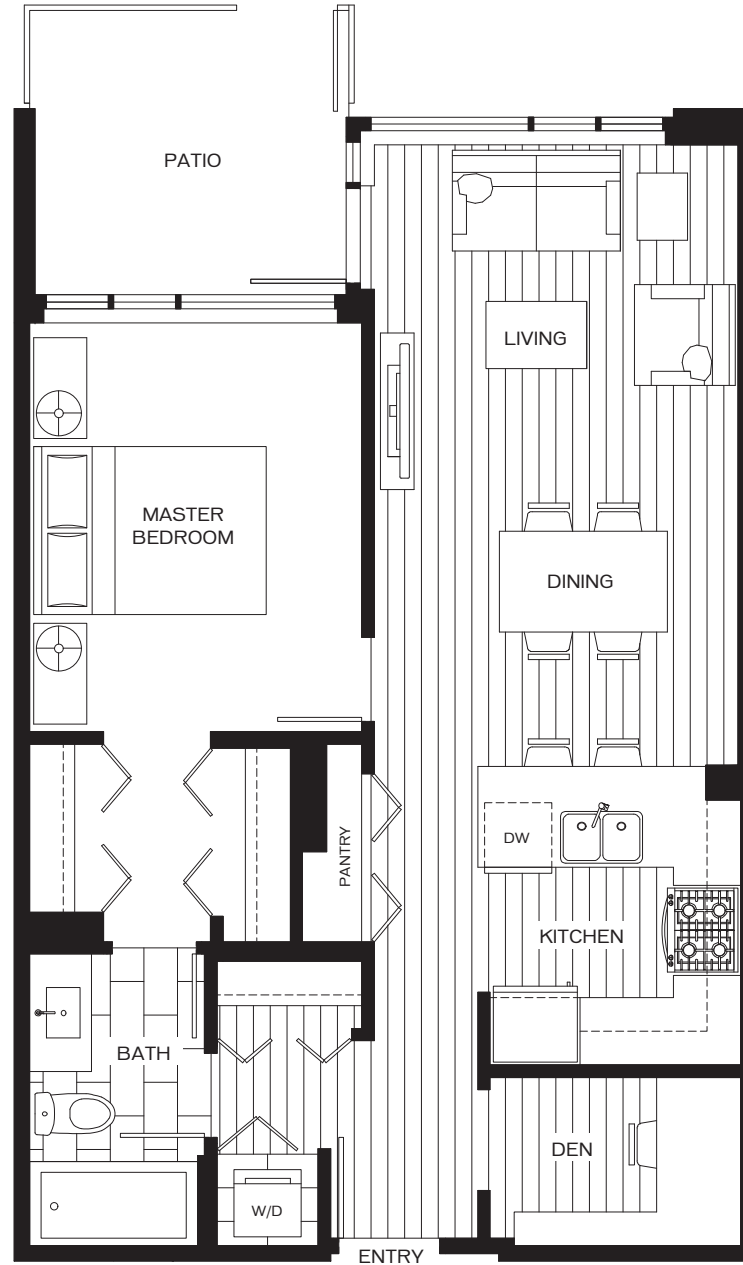 PATIO
LIVING
MASTER
BEDROOM
DINING
DW
PANTRY
KITCHEN
BATH
DEN
W/D
ENTRY